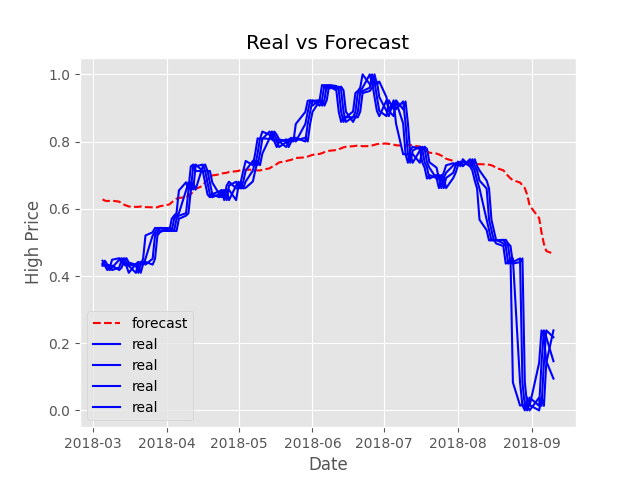 Real vs Forecast
High Price
1.0
0.8
0.6
0.4
0.2
0.0
forecast
real
real
real
real
2018-03 2018-04 2018-05 2018-06 2018-07 2018-08 2018-09
Date